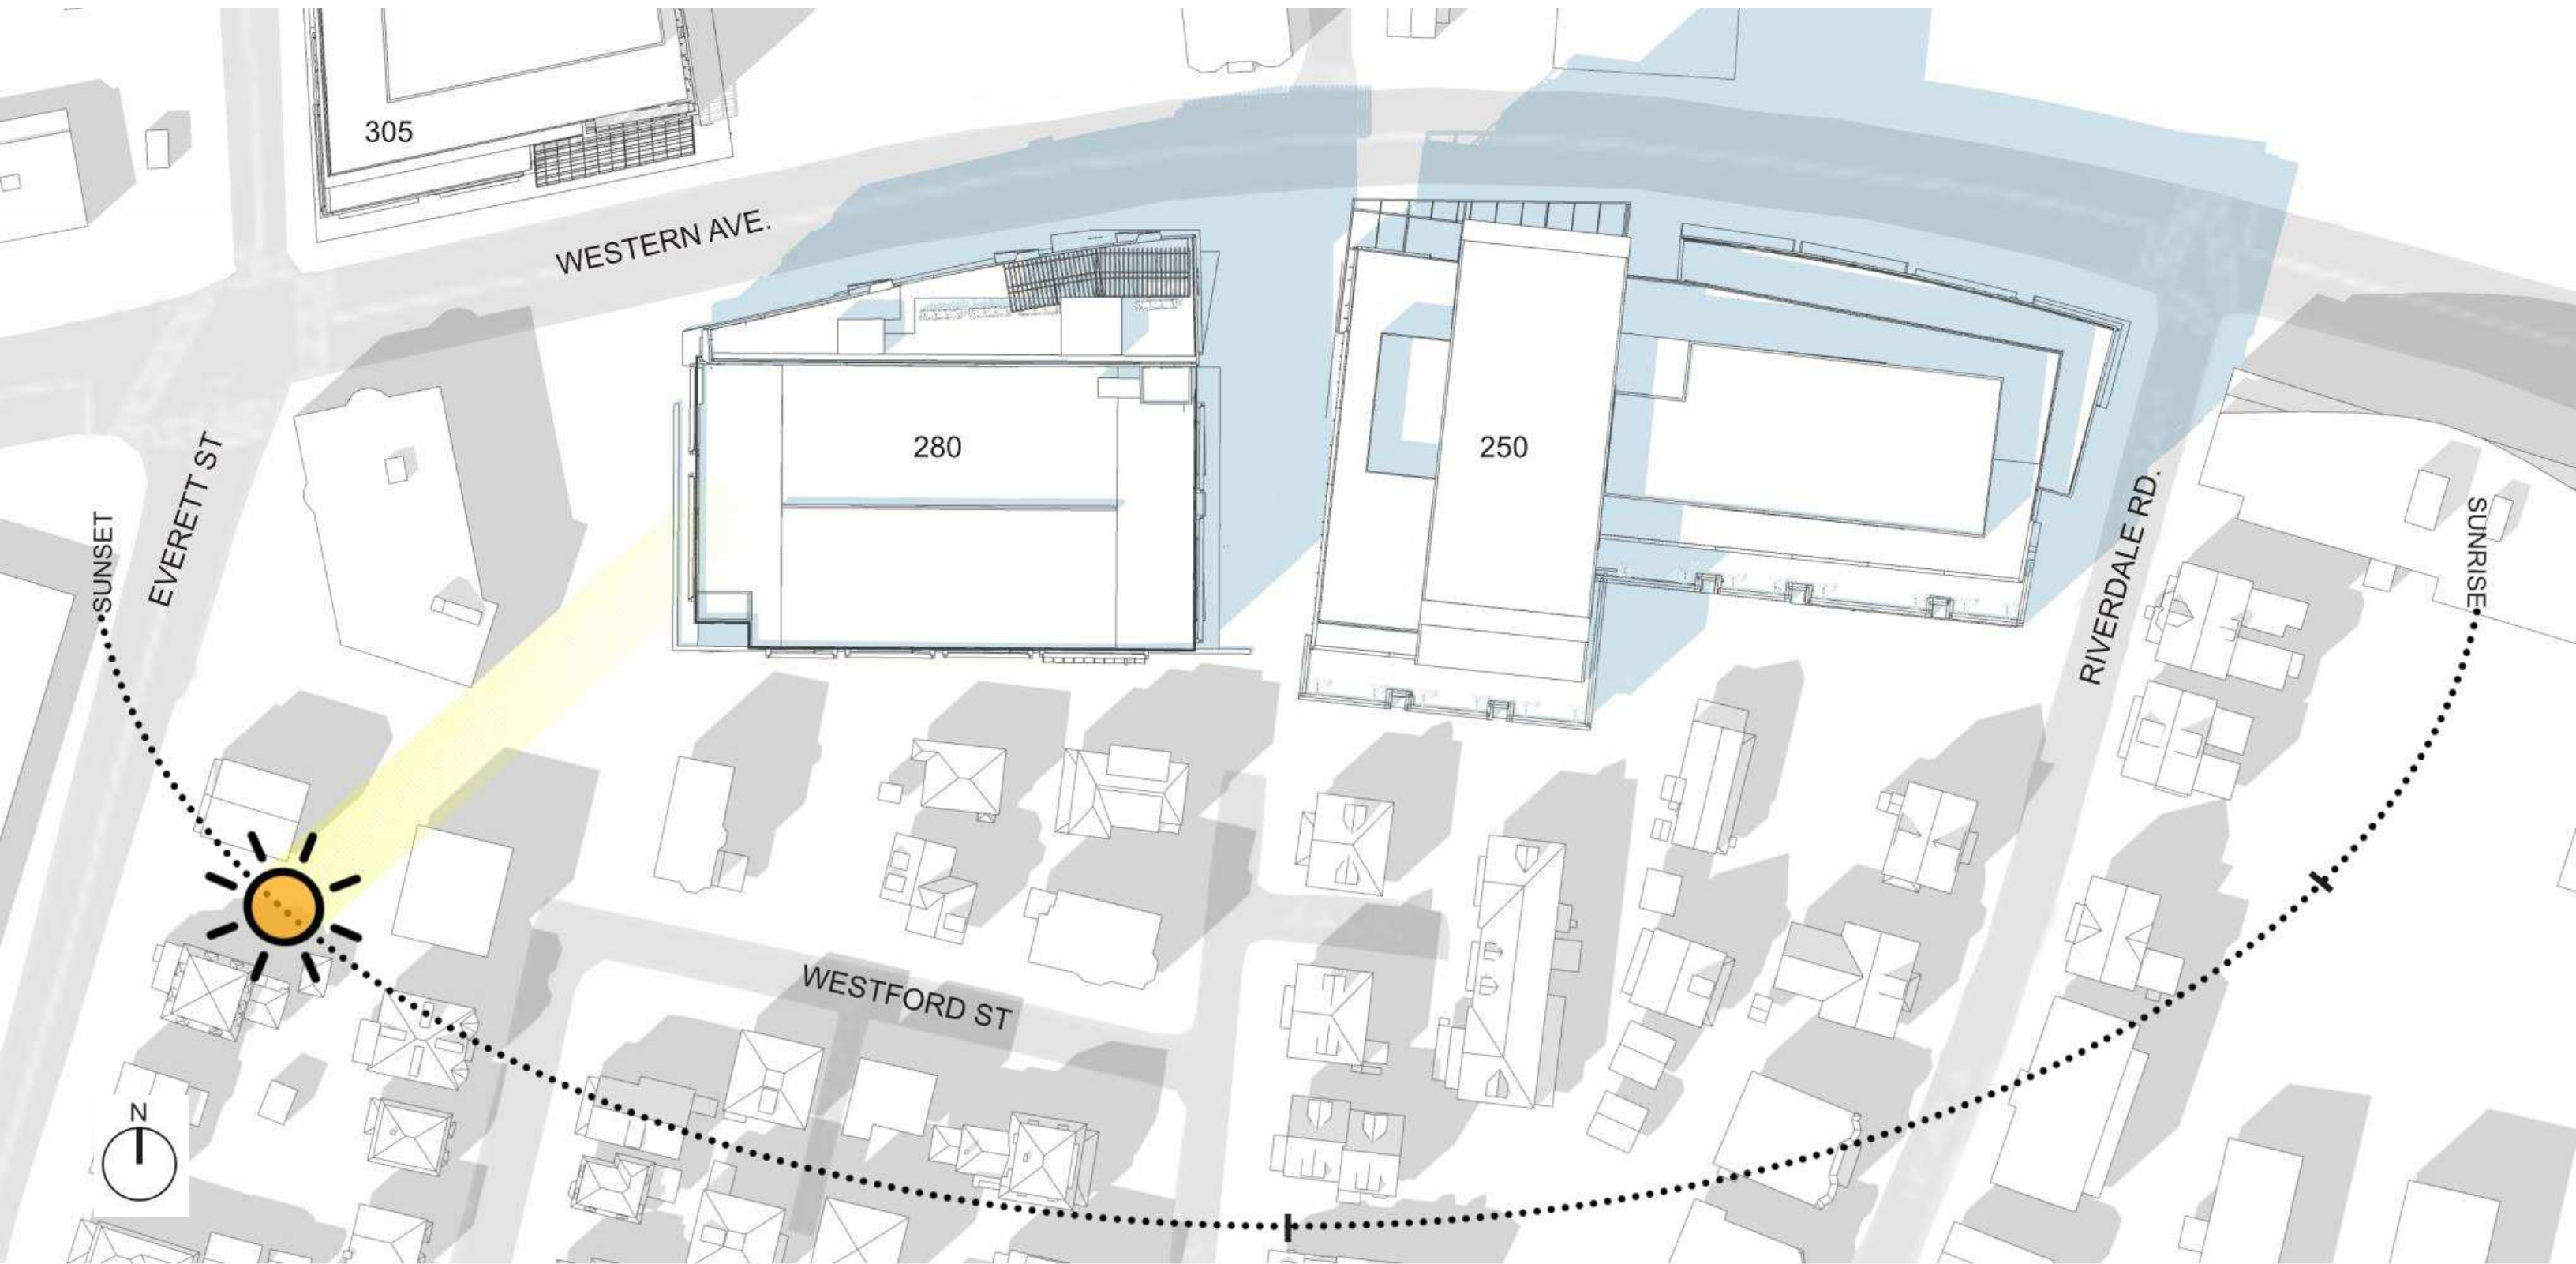 305
WESTERN AVE.
280
250
EVERETT ST
SUNSET
SUNRISE
RIVERDALE RD.
WESTFORD ST
N